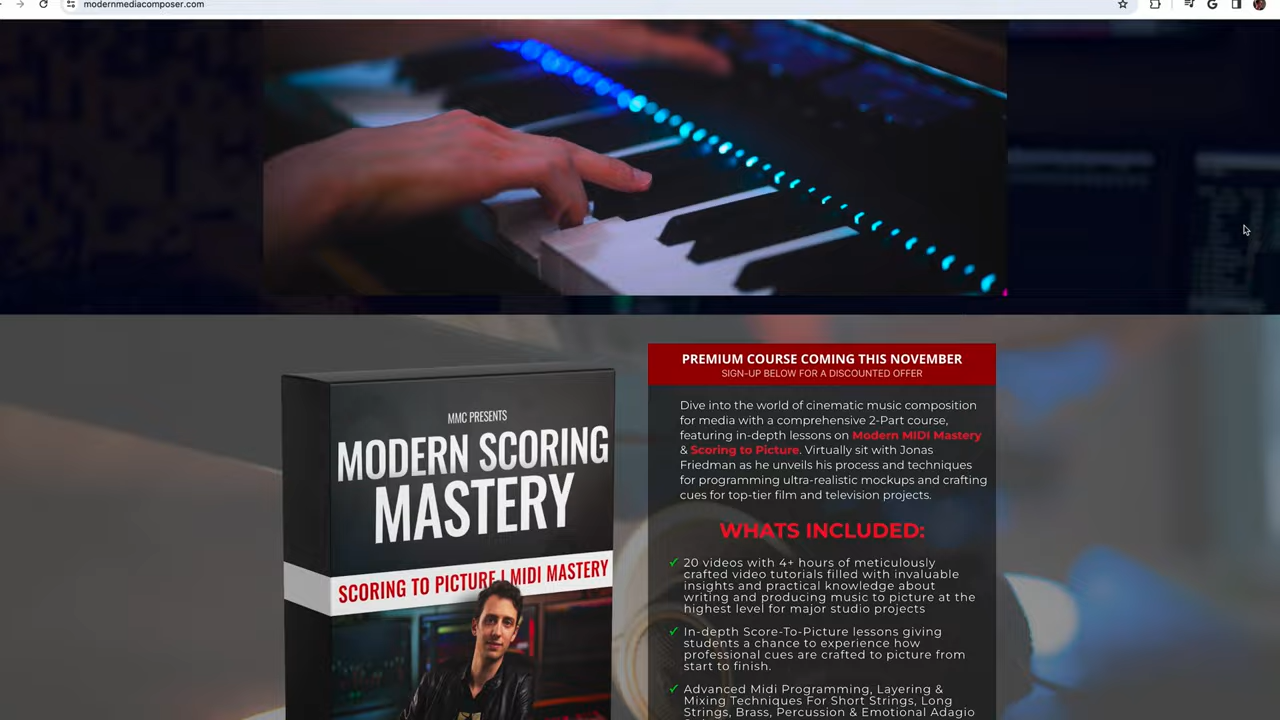 modernmediacomposer.com
MMC PRESENTS
MODERN SCORING
MASTERY
SCORING TO PICTURE | MIDI MASTERY
PREMIUM COURSE COMING THIS NOVEMBER
SIGN-UP BELOW FOR A DISCOUNTED OFFER
Dive into the world of cinematic music composition
for media with a comprehensive 2-Part course,
featuring in-depth lessons on Modern MIDI Mastery
& Scoring to Picture. Virtually sit with Jonas
Friedman as he unveils his process and techniques
for programming ultra-realistic mockups and crafting
cues for top-tier film and television projects.
WHATS INCLUDED:
20 videos with 4+ hours of meticulously
crafted video tutorials filled with invaluable
insights and practical knowledge about
writing and producing music to picture at the
highest level for major studio projects
In-depth Score-To-Picture lessons giving
students a chance to experience how
professional cues are crafted to picture from
start to finish.
Advanced Midi Programming, Layering &
Mixing Techniques For Short Strings, Long
Strings, Brass, Percussion & Emotional Adagio